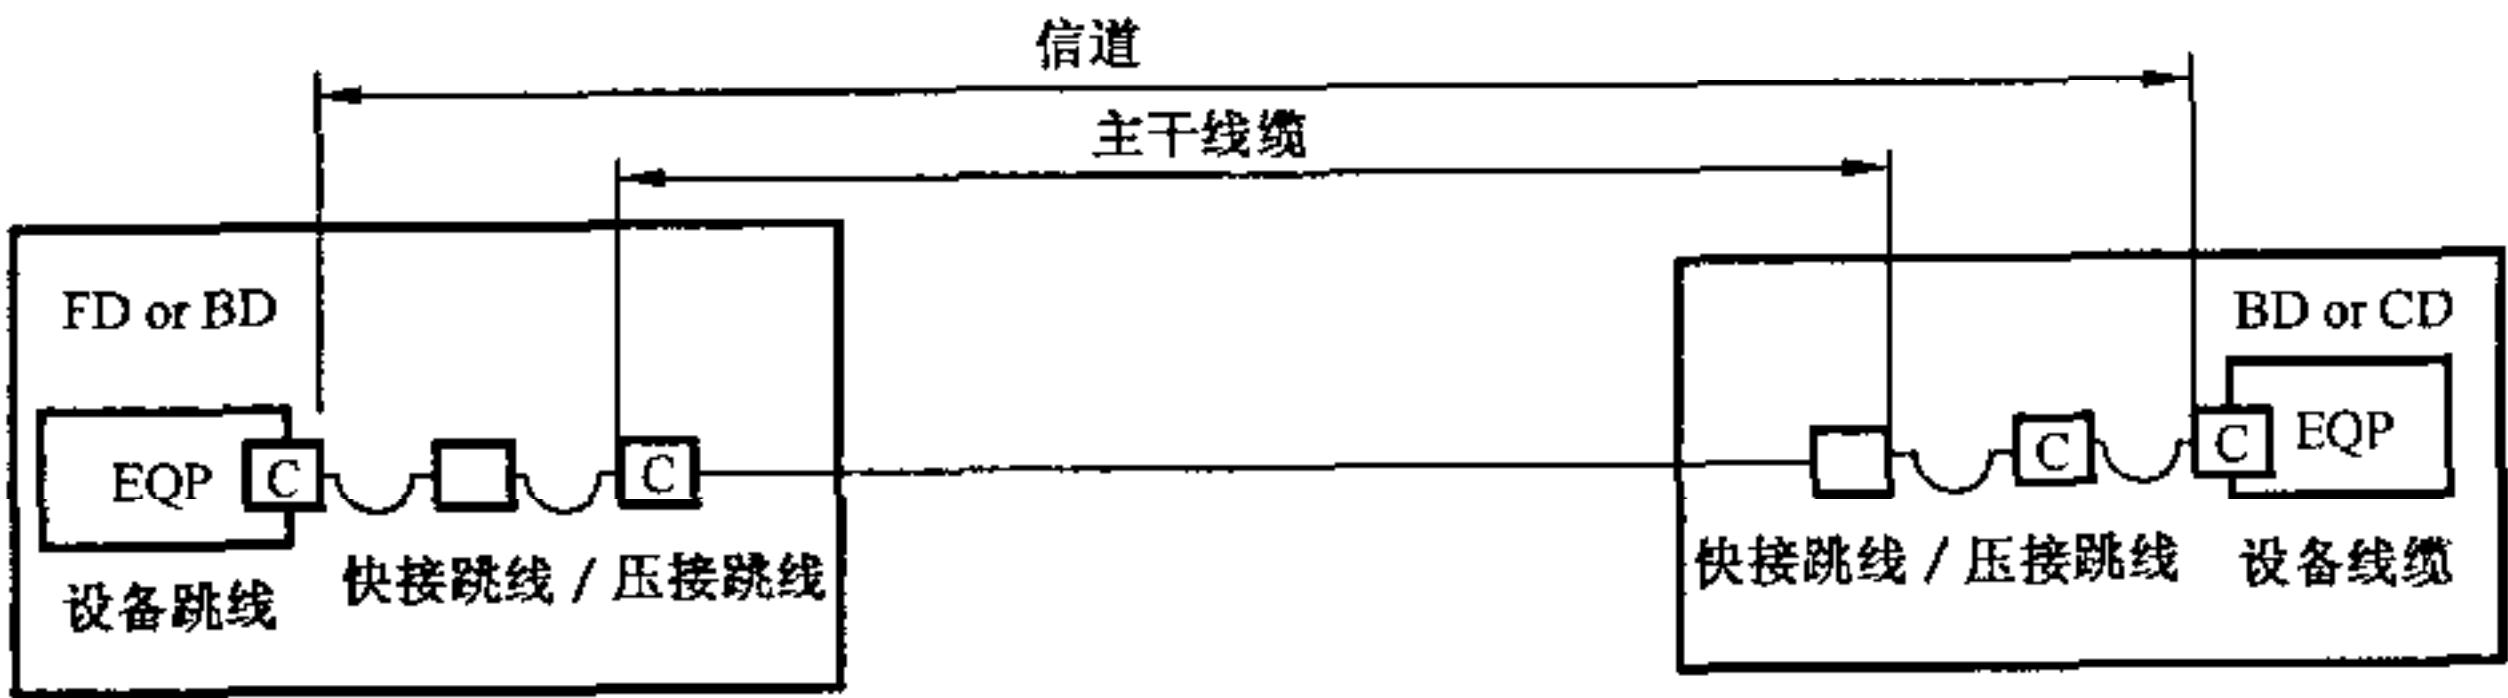 信道
主干线缆
FD or BD
BD or CD
EQP
C
C
C
C
EQP
设备跳线
快接跳线/压接跳线
快接跳线/压接跳线
设备线缆